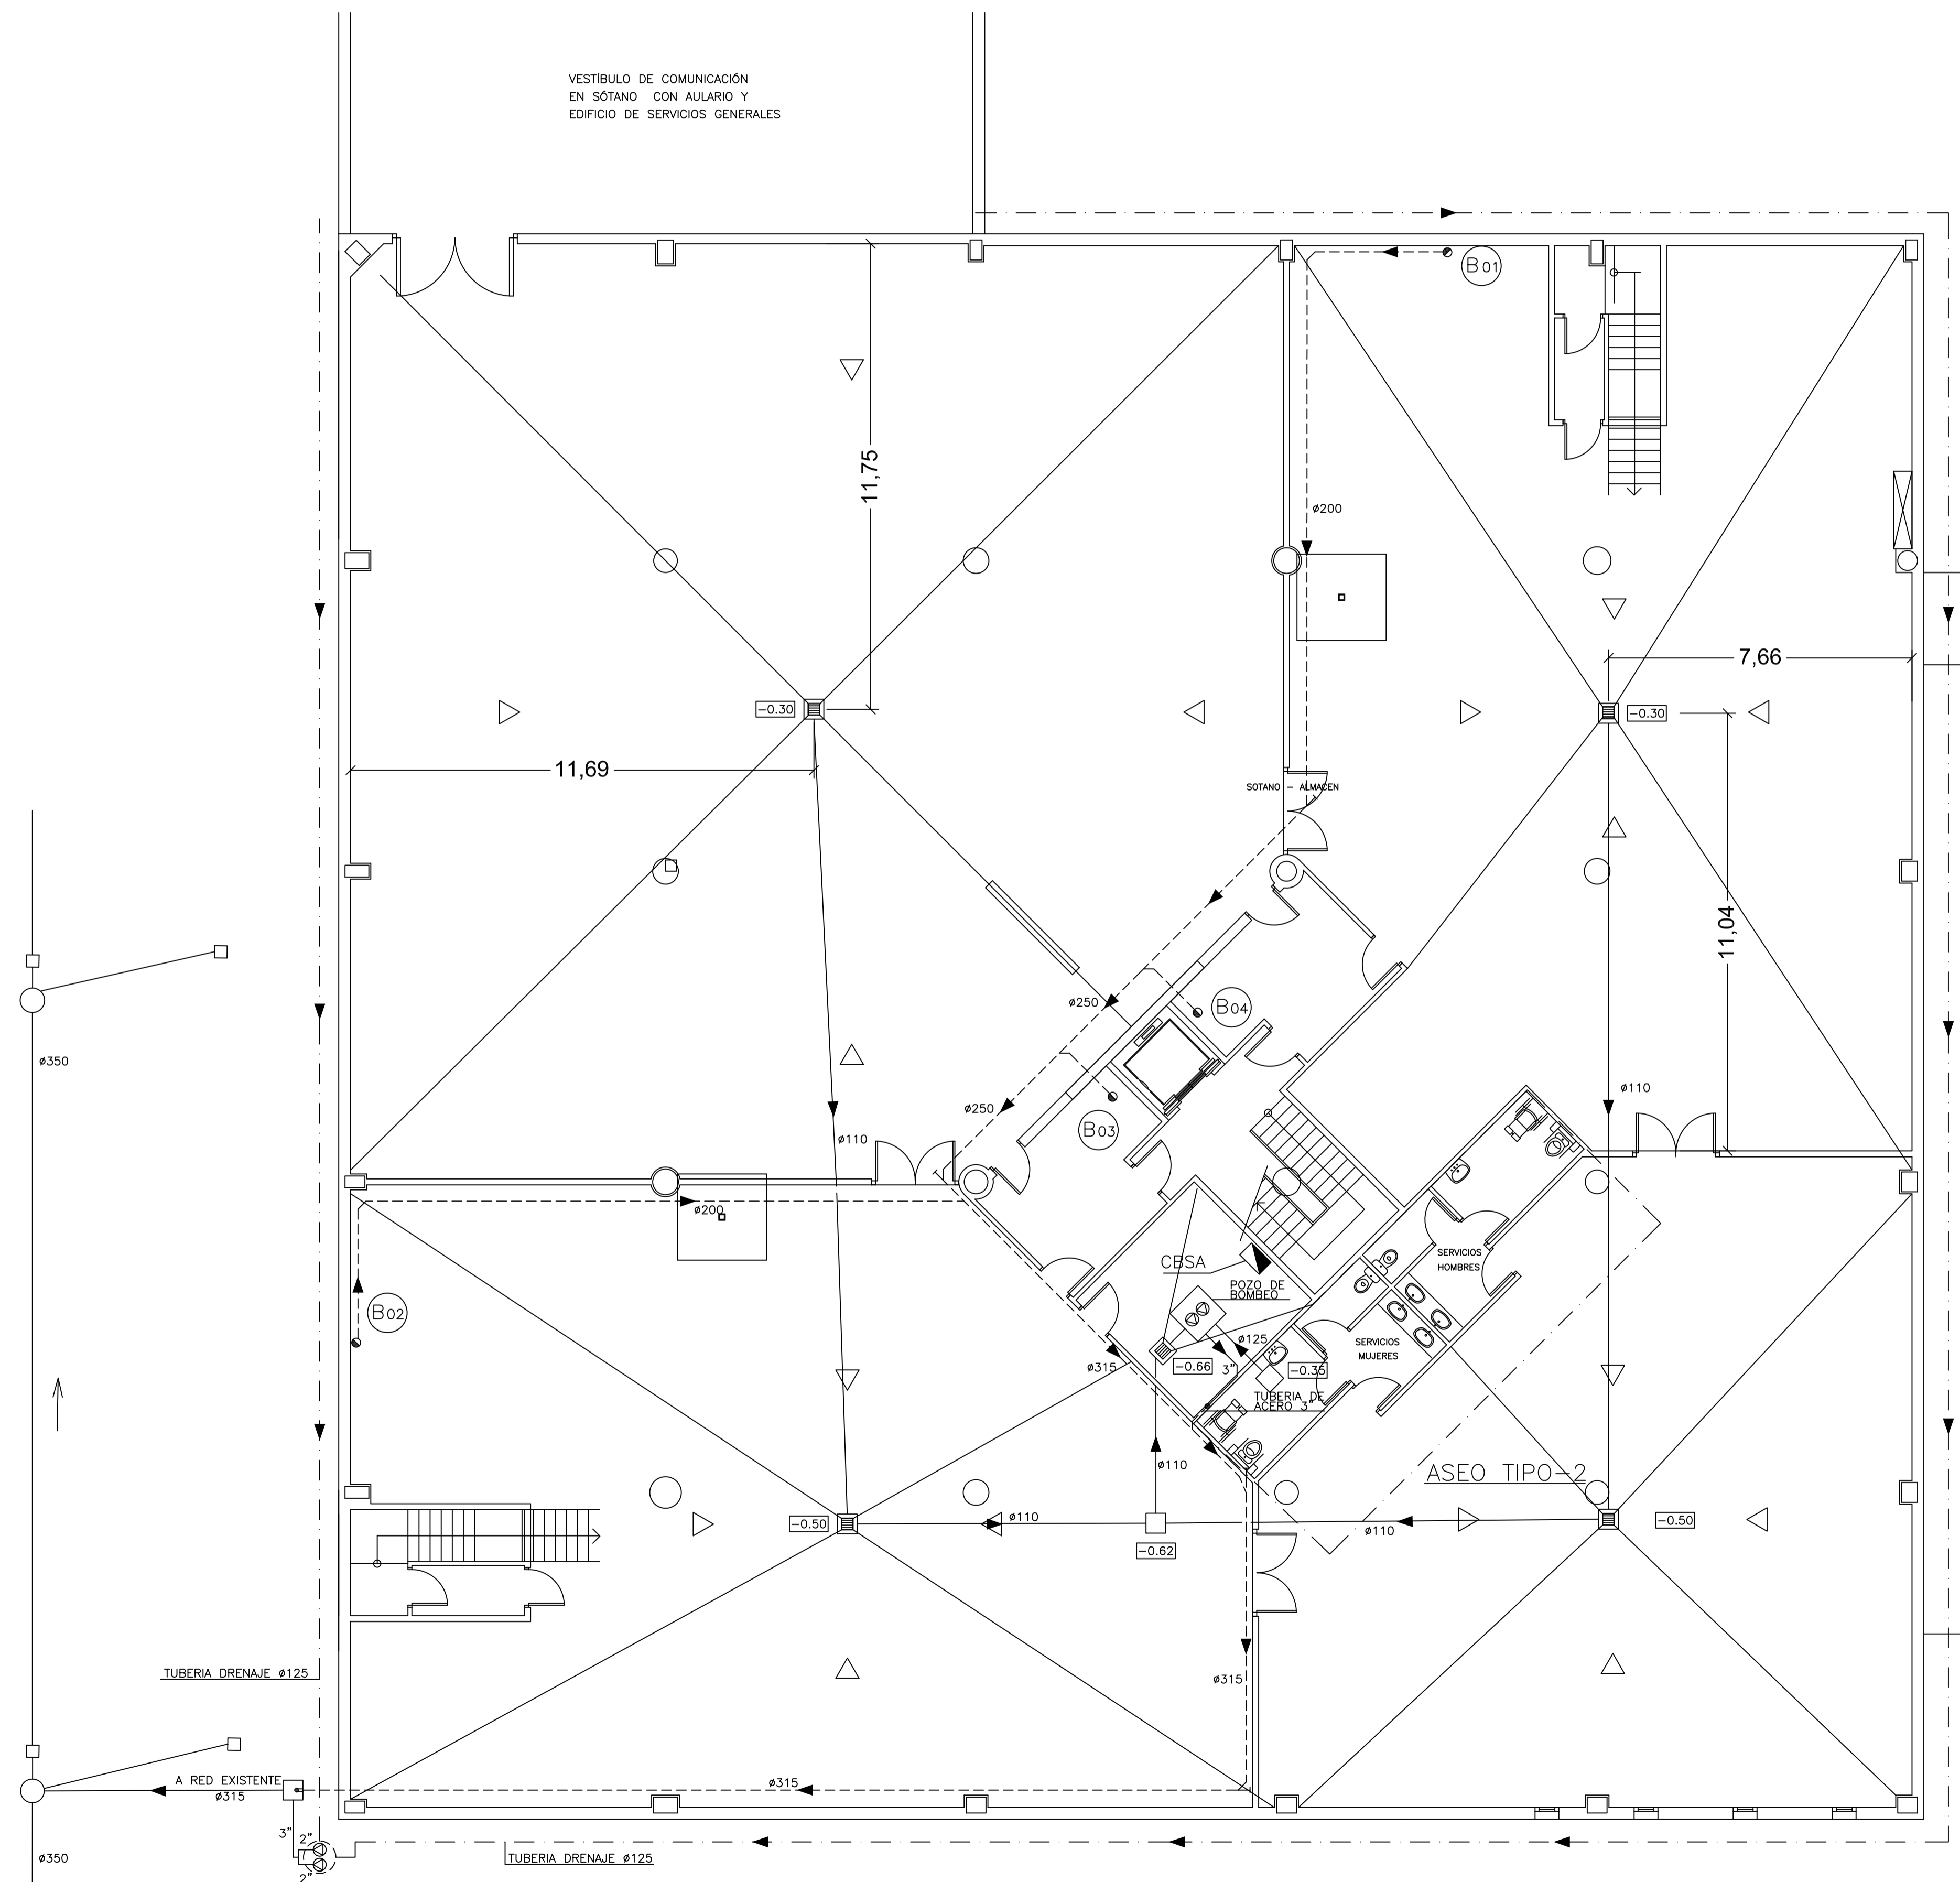 VESTÍBULO DE COMUNICACIÓN
EN SÓTANO CON AULARIO Y
EDIFICIO DE SERVICIOS GENERALES
B01
11,75
ø200
7,66
-0.30
-0.30
11,69
SOTANO - ALMACEN
11,04
ø250
B04
ø350
ø110
ø250
B03
ø110
ø200
SERVICIOS
HOMBRES
CBSA
POZO DE
BOMBEO
B02
ø125
SERVICIOS
MUJERES
ø315
-0.66
3"
-0.35
TUBERIA DE
ACERO 3"
ø110
ASEO TIPO-2
-0.50
ø110
-0.62
ø110
-0.50
TUBERIA DRENAJE ø125
ø315
A RED EXISTENTE
ø315
ø315
3"
2"
2"
ø350
TUBERIA DRENAJE ø125